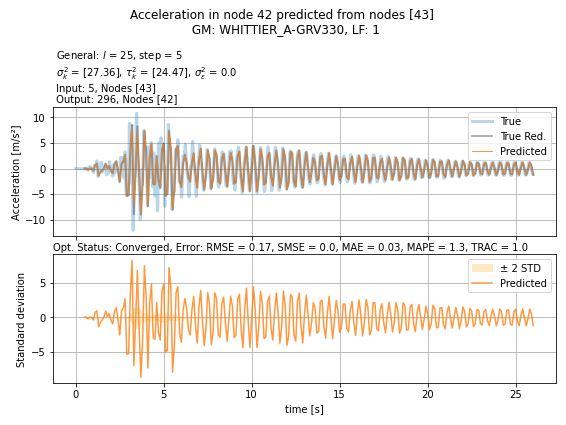 Acceleration in node 42 predicted from nodes [43]
GM: WHITTIER_A-GRV330, LF: 1
General: l = 25, step = 5
σ²ₖ = [27.36], τ²ₖ = [24.47], σ²ε = 0.0
Input: 5, Nodes [43]
Output: 296, Nodes [42]
Acceleration [m/s²]
10
5
0
−5
−10
True
True Red.
Predicted
Opt. Status: Converged, Error: RMSE = 0.17, SMSE = 0.0, MAE = 0.03, MAPE = 1.3, TRAC = 1.0
Standard deviation
5
0
−5
± 2 STD
Predicted
0 5 10 15 20 25
time [s]